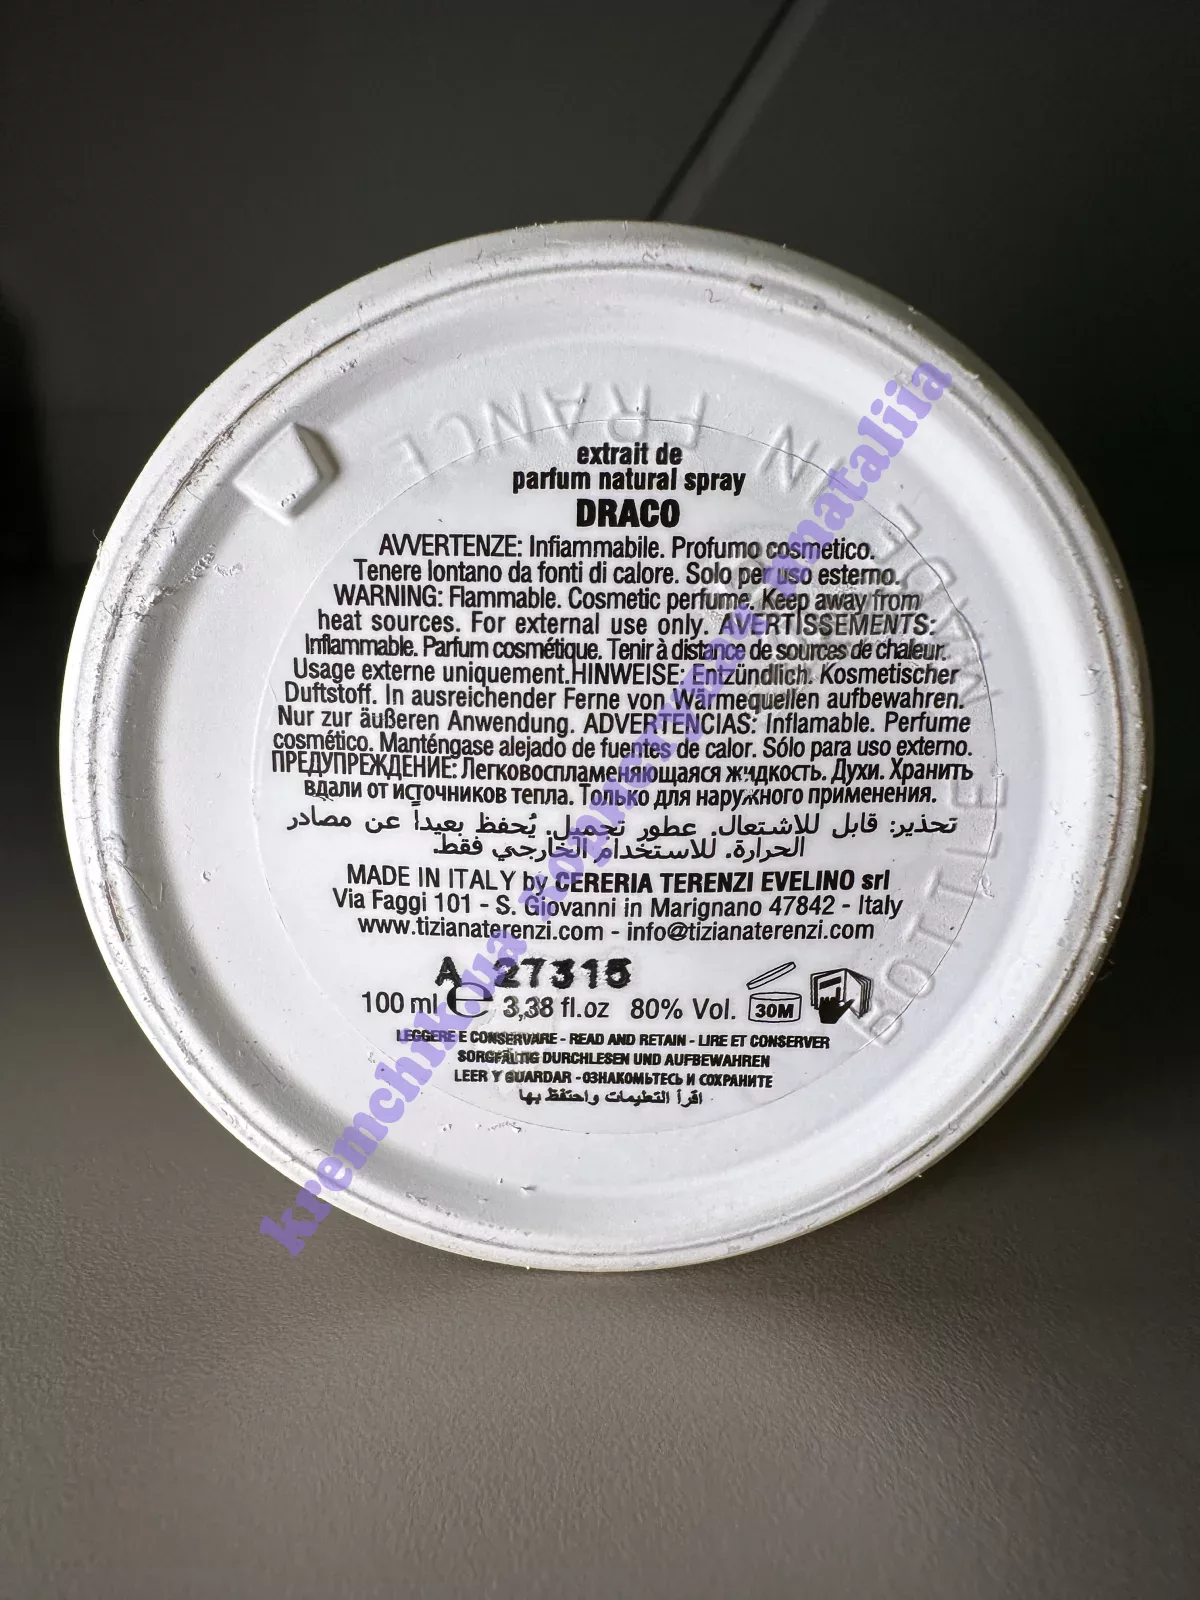 extrait de
parfum natural spray
DRACO
AVVERTENZE: Infiammabile. Profumo cosmetico.
Tenere lontano da fonti di calore. Solo per uso esterno.
WARNING: Flammable. Cosmetic perfume. Keep away from
heat sources. For external use only. AVERTISSEMENTS:
Inflammable. Parfum cosmétique. Tenir à distance de sources de chaleur.
Usage externe uniquement.HINWEISE: Entzündlich. Kosmetischer
Duftstoff. In ausreichender Ferne von Wärmequellen aufbewahren.
Nur zur äußeren Anwendung. ADVERTENCIAS: Inflamable. Perfume
cosmético. Manténgase alejado de fuentes de calor. Sólo para uso externo.
ПРЕДУПРЕЖДЕНИЕ: Легковоспламеняющаяся жидкость. Духи. Хранить
вдали от источников тепла. Только для наружного применения.
تحذير: قابل للاشتعال. عطور تجميل. يُحفظ بعيداً عن مصادر
الحرارة. للاستخدام الخارجي فقط.
MADE IN ITALY by CERERIA TERENZI EVELINO srl
Via Faggi 101 - S. Giovanni in Marignano 47842 - Italy
www.tizianaterenzi.com - info@tizianaterenzi.com
A 27315
100 ml e 3,38 fl.oz 80% Vol. 30M
LEGGERE E CONSERVARE - READ AND RETAIN - LIRE ET CONSERVER
SORGFÄLTIG DURCHLESEN UND AUFBEWAHREN
LEER Y GUARDAR - ОЗНАКОМЬТЕСЬ И СОХРАНИТЕ
اقرأ التعليمات واحتفظ بها
BOTTLE MADE IN FRANCE